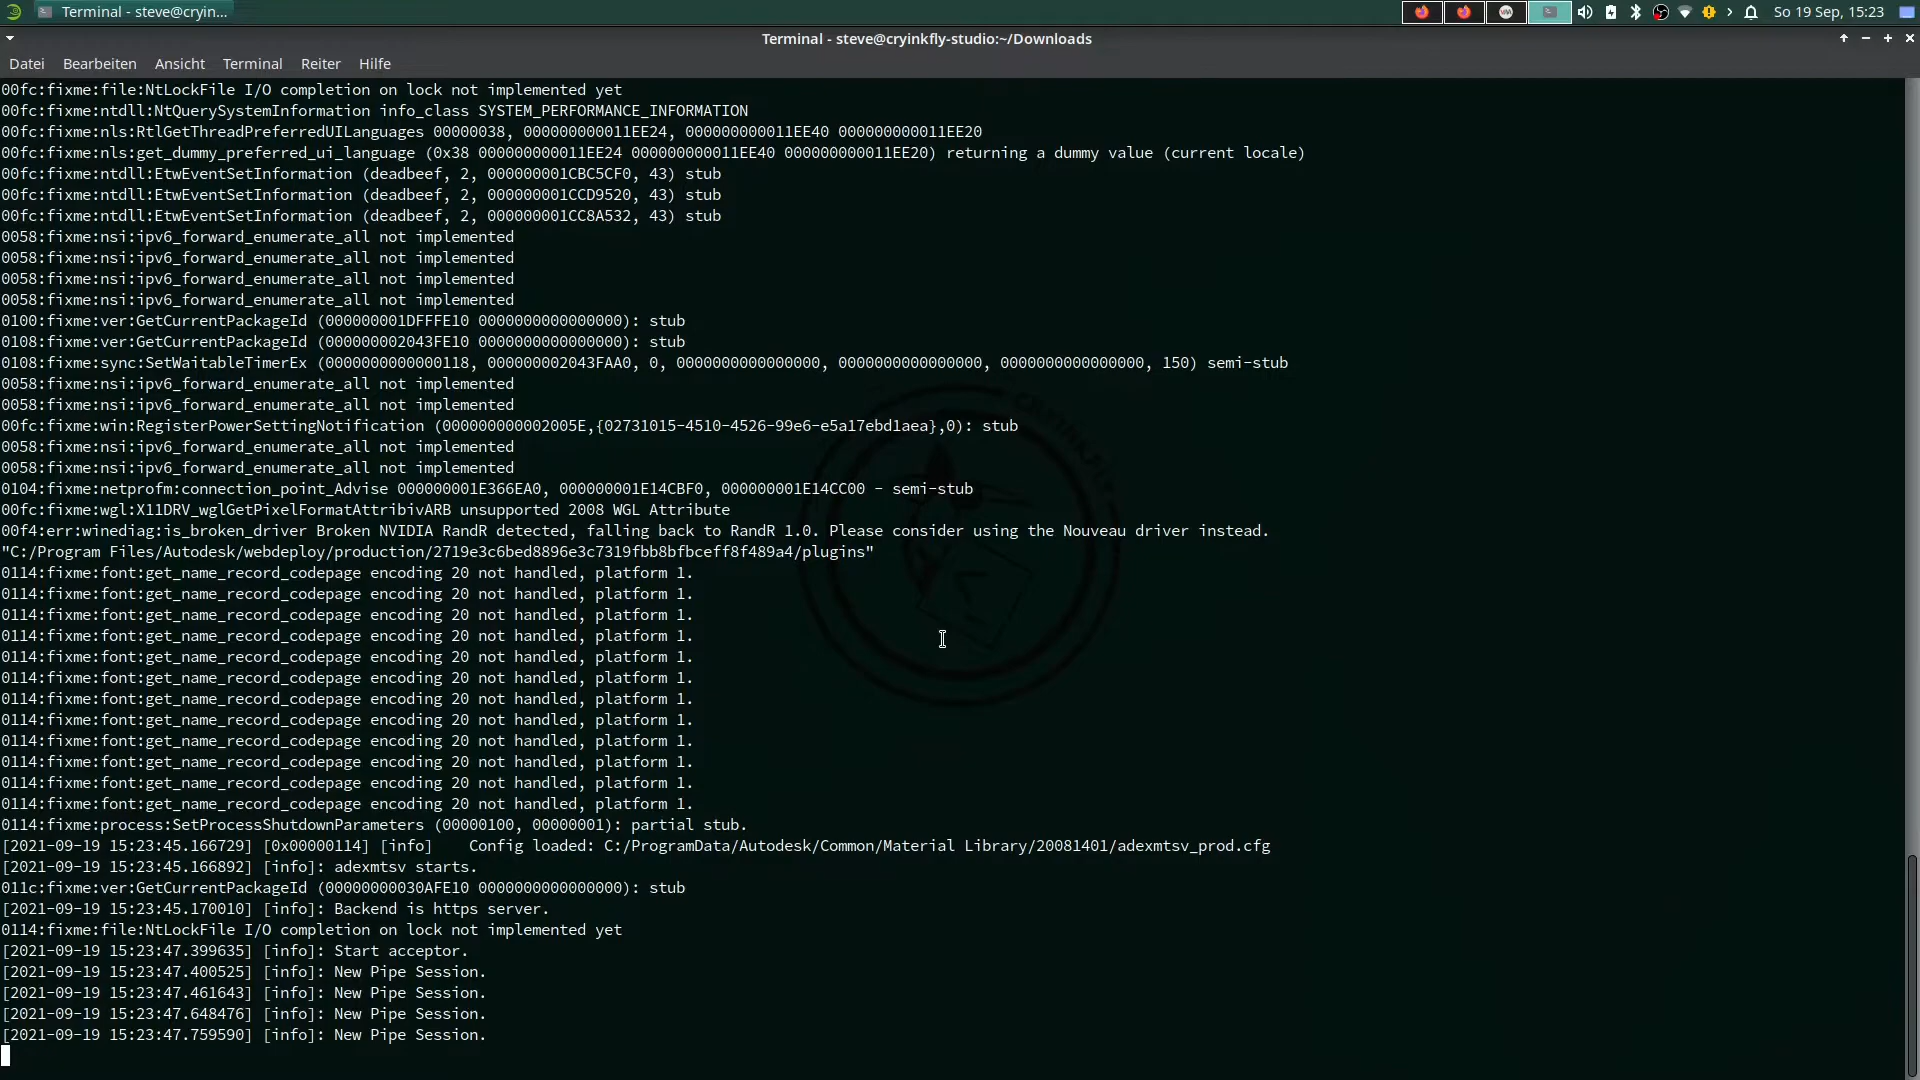 Terminal - steve@cryin...
So 19 Sep, 15:23
Terminal - steve@cryinkfly-studio:~/Downloads
Datei Bearbeiten Ansicht Terminal Reiter Hilfe
00fc:fixme:file:NtLockFile I/O completion on lock not implemented yet
00fc:fixme:ntdll:NtQuerySystemInformation info_class SYSTEM_PERFORMANCE_INFORMATION
00fc:fixme:nls:RtlGetThreadPreferredUILanguages 00000038, 000000000011EE24, 000000000011EE40 000000000011EE20
00fc:fixme:nls:get_dummy_preferred_ui_language (0x38 000000000011EE24 000000000011EE40 000000000011EE20) returning a dummy value (current locale)
00fc:fixme:ntdll:EtwEventSetInformation (deadbeef, 2, 000000001CBC5CF0, 43) stub
00fc:fixme:ntdll:EtwEventSetInformation (deadbeef, 2, 000000001CCD9520, 43) stub
00fc:fixme:ntdll:EtwEventSetInformation (deadbeef, 2, 000000001CC8A532, 43) stub
0058:fixme:nsi:ipv6_forward_enumerate_all not implemented
0058:fixme:nsi:ipv6_forward_enumerate_all not implemented
0058:fixme:nsi:ipv6_forward_enumerate_all not implemented
0058:fixme:nsi:ipv6_forward_enumerate_all not implemented
0100:fixme:ver:GetCurrentPackageId (000000001DFFFE10 0000000000000000): stub
0108:fixme:ver:GetCurrentPackageId (000000002043FE10 0000000000000000): stub
0108:fixme:sync:SetWaitableTimerEx (0000000000000118, 000000002043FAA0, 0, 0000000000000000, 0000000000000000, 0000000000000000, 150) semi-stub
0058:fixme:nsi:ipv6_forward_enumerate_all not implemented
0058:fixme:nsi:ipv6_forward_enumerate_all not implemented
00fc:fixme:win:RegisterPowerSettingNotification (000000000002005E,{02731015-4510-4526-99e6-e5a17ebd1aea},0): stub
0058:fixme:nsi:ipv6_forward_enumerate_all not implemented
0058:fixme:nsi:ipv6_forward_enumerate_all not implemented
0104:fixme:netprofm:connection_point_Advise 000000001E366EA0, 000000001E14CBF0, 000000001E14CC00 - semi-stub
00fc:fixme:wgl:X11DRV_wglGetPixelFormatAttribivARB unsupported 2008 WGL Attribute
00f4:err:winediag:is_broken_driver Broken NVIDIA RandR detected, falling back to RandR 1.0. Please consider using the Nouveau driver instead.
"C:/Program Files/Autodesk/webdeploy/production/2719e3c6bed8896e3c7319fbb8bfbceff8f489a4/plugins"
0114:fixme:font:get_name_record_codepage encoding 20 not handled, platform 1.
0114:fixme:font:get_name_record_codepage encoding 20 not handled, platform 1.
0114:fixme:font:get_name_record_codepage encoding 20 not handled, platform 1.
0114:fixme:font:get_name_record_codepage encoding 20 not handled, platform 1.
0114:fixme:font:get_name_record_codepage encoding 20 not handled, platform 1.
0114:fixme:font:get_name_record_codepage encoding 20 not handled, platform 1.
0114:fixme:font:get_name_record_codepage encoding 20 not handled, platform 1.
0114:fixme:font:get_name_record_codepage encoding 20 not handled, platform 1.
0114:fixme:font:get_name_record_codepage encoding 20 not handled, platform 1.
0114:fixme:font:get_name_record_codepage encoding 20 not handled, platform 1.
0114:fixme:font:get_name_record_codepage encoding 20 not handled, platform 1.
0114:fixme:font:get_name_record_codepage encoding 20 not handled, platform 1.
0114:fixme:process:SetProcessShutdownParameters (00000100, 00000001): partial stub.
[2021-09-19 15:23:45.166729] [0x00000114] [info]    Config loaded: C:/ProgramData/Autodesk/Common/Material Library/20081401/adexmtsv_prod.cfg
[2021-09-19 15:23:45.166892] [info]: adexmtsv starts.
011c:fixme:ver:GetCurrentPackageId (00000000030AFE10 0000000000000000): stub
[2021-09-19 15:23:45.170010] [info]: Backend is https server.
0114:fixme:file:NtLockFile I/O completion on lock not implemented yet
[2021-09-19 15:23:47.399635] [info]: Start acceptor.
[2021-09-19 15:23:47.400525] [info]: New Pipe Session.
[2021-09-19 15:23:47.461643] [info]: New Pipe Session.
[2021-09-19 15:23:47.648476] [info]: New Pipe Session.
[2021-09-19 15:23:47.759590] [info]: New Pipe Session.